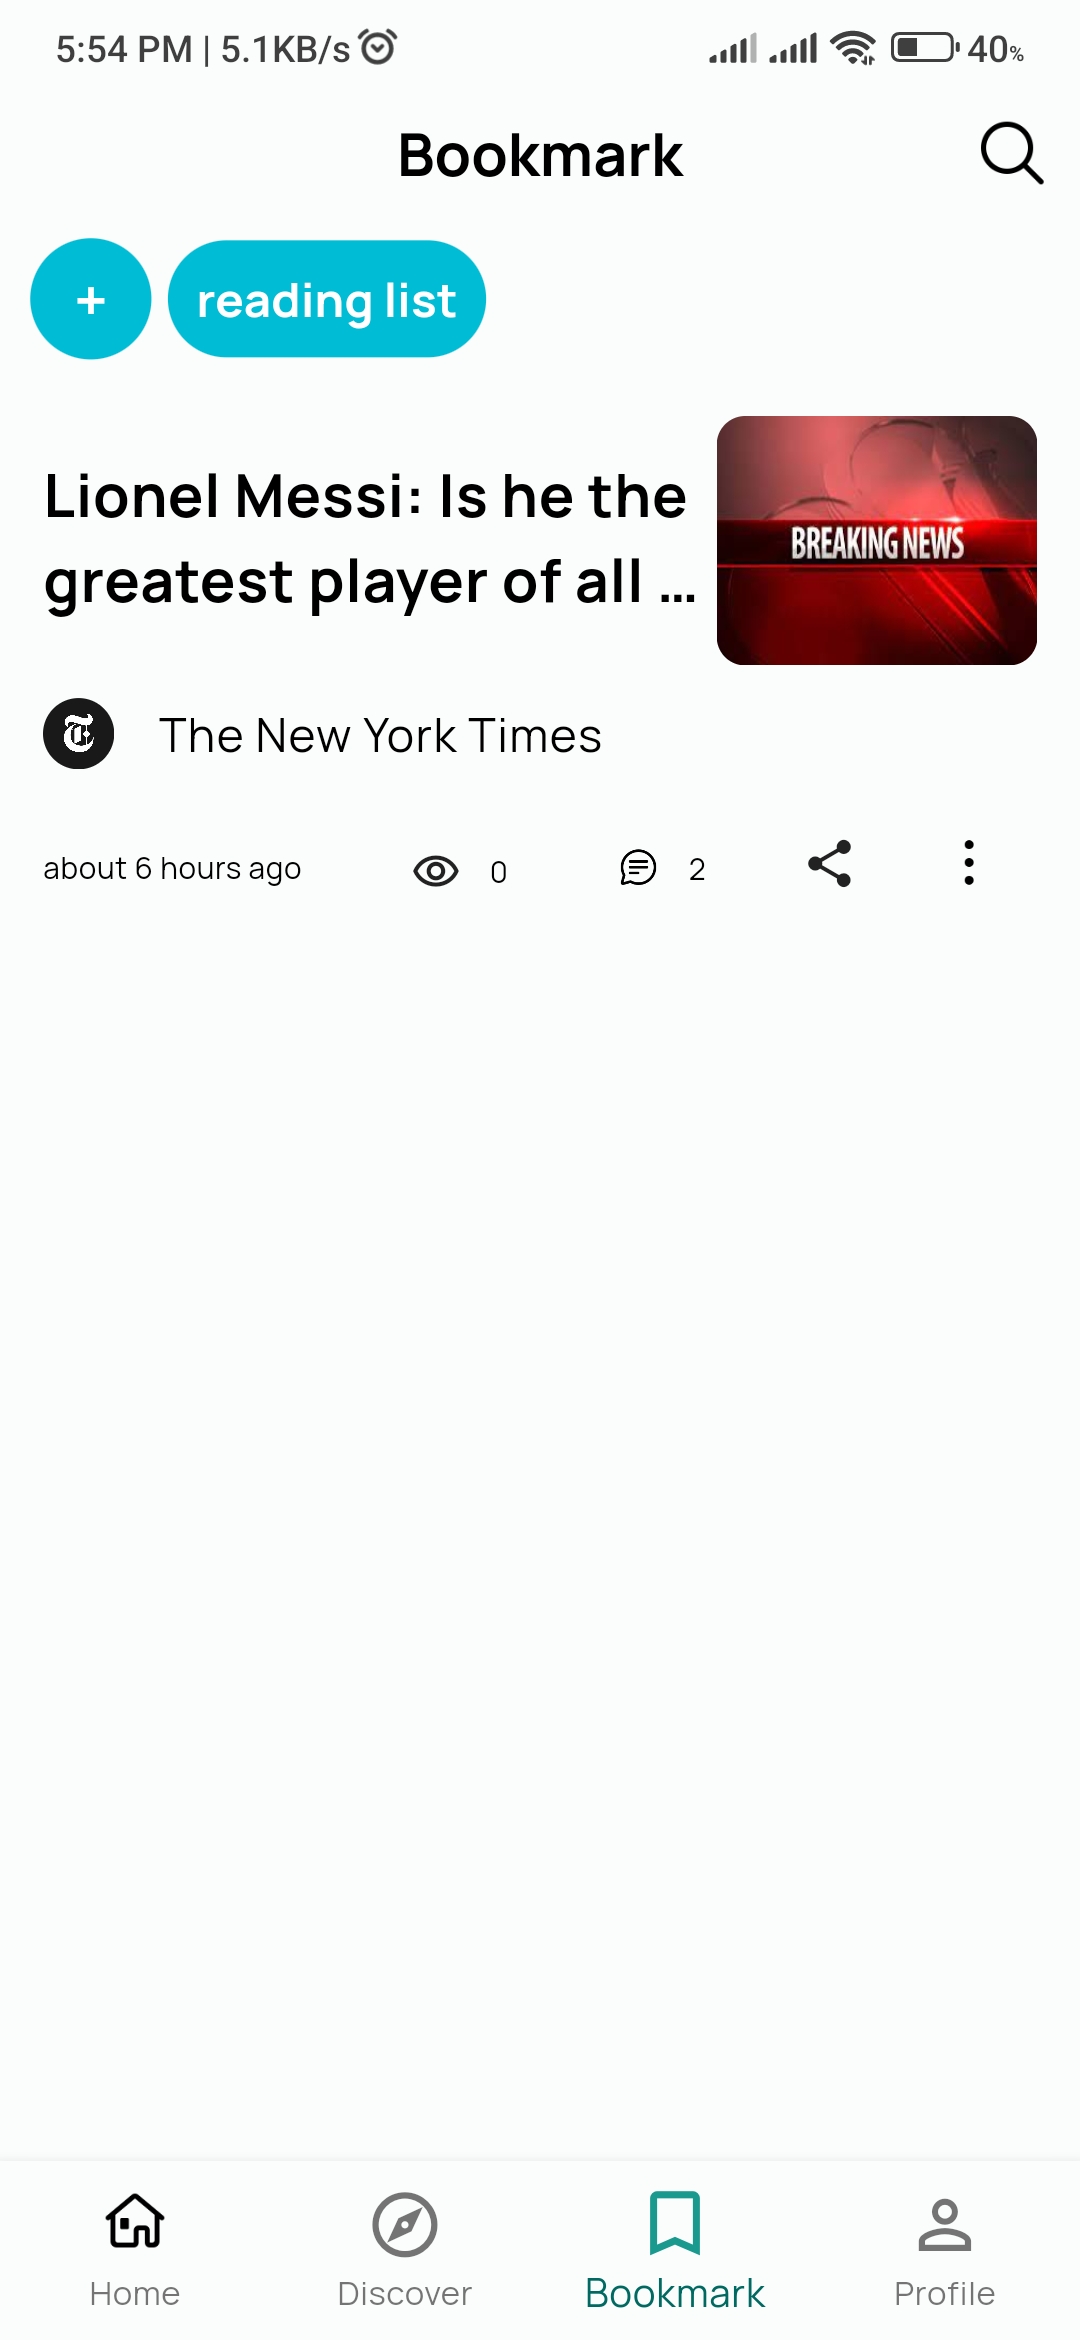 5:54 PM | 5.1KB/s
40%
Bookmark
+ reading list
Lionel Messi: Is he the
greatest player of all ...
BREAKING NEWS
The New York Times
about 6 hours ago 0 2
Home Discover Bookmark Profile